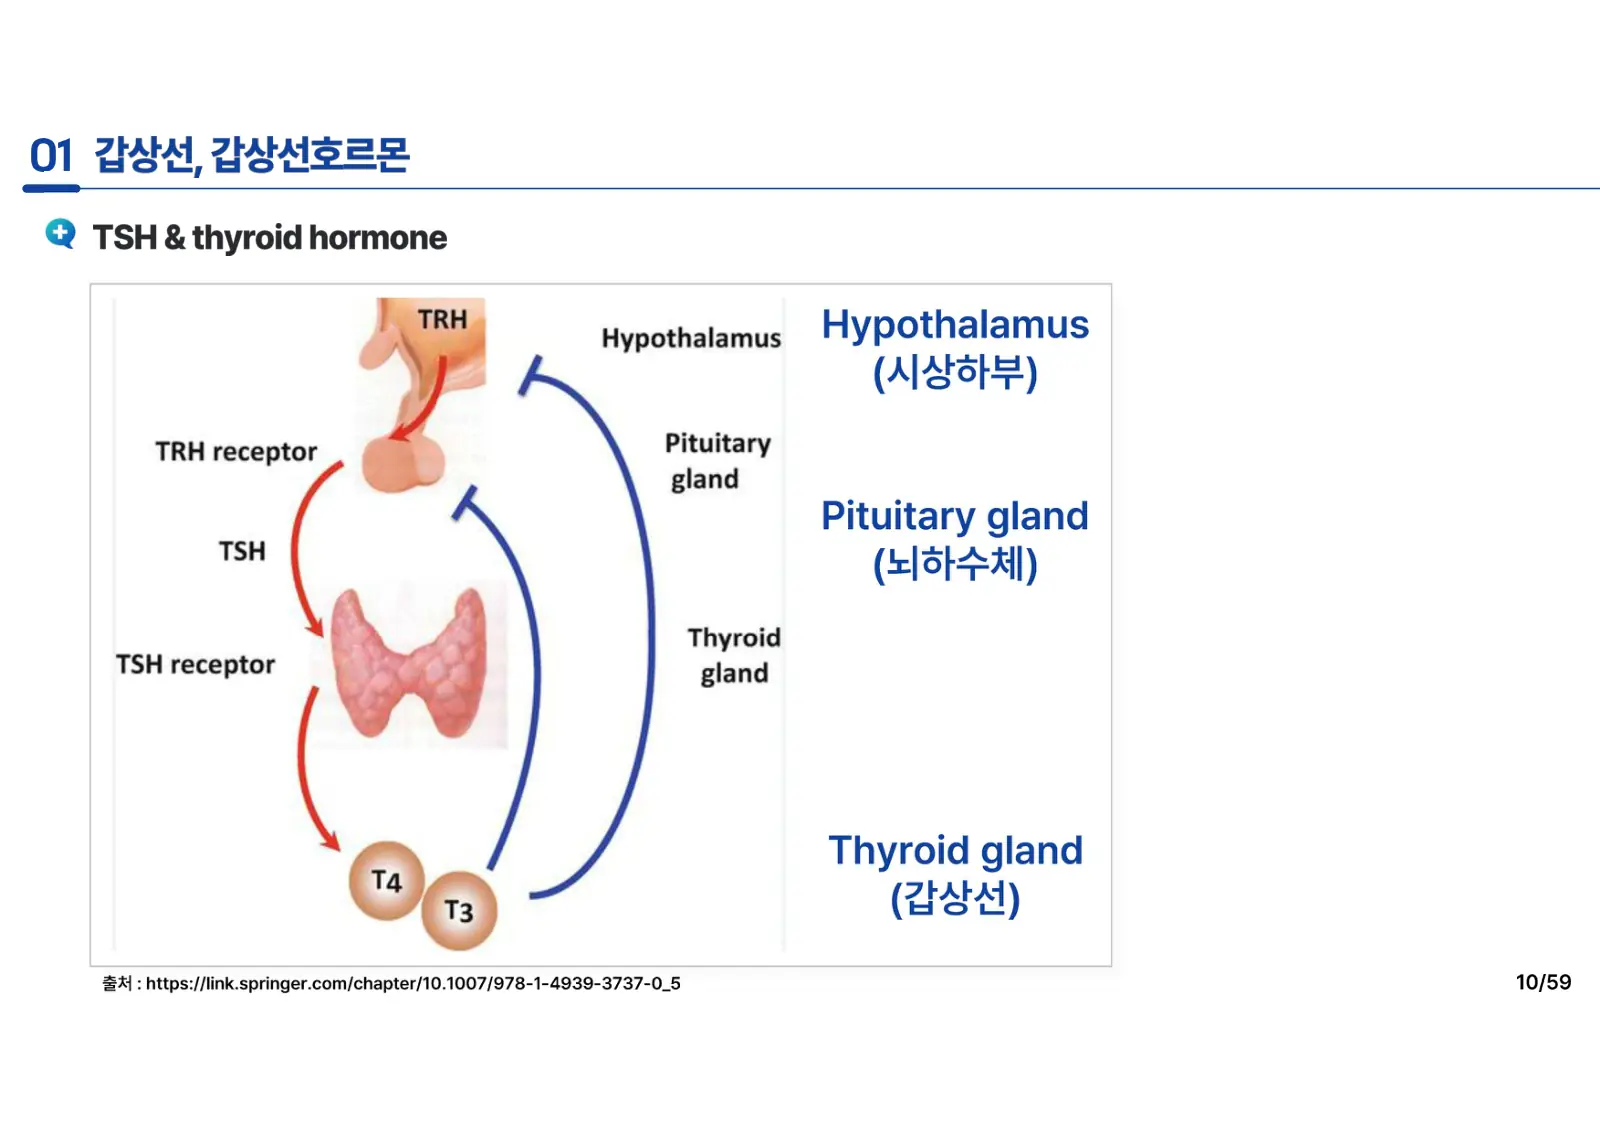 01 갑상선, 갑상선호르몬
TSH & thyroid hormone
TRH
Hypothalamus
TRH receptor
Pituitary
gland
TSH
Thyroid
gland
TSH receptor
T4
T3
Hypothalamus
(시상하부)
Pituitary gland
(뇌하수체)
Thyroid gland
(갑상선)
출처 : https://link.springer.com/chapter/10.1007/978-1-4939-3737-0_5
10/59